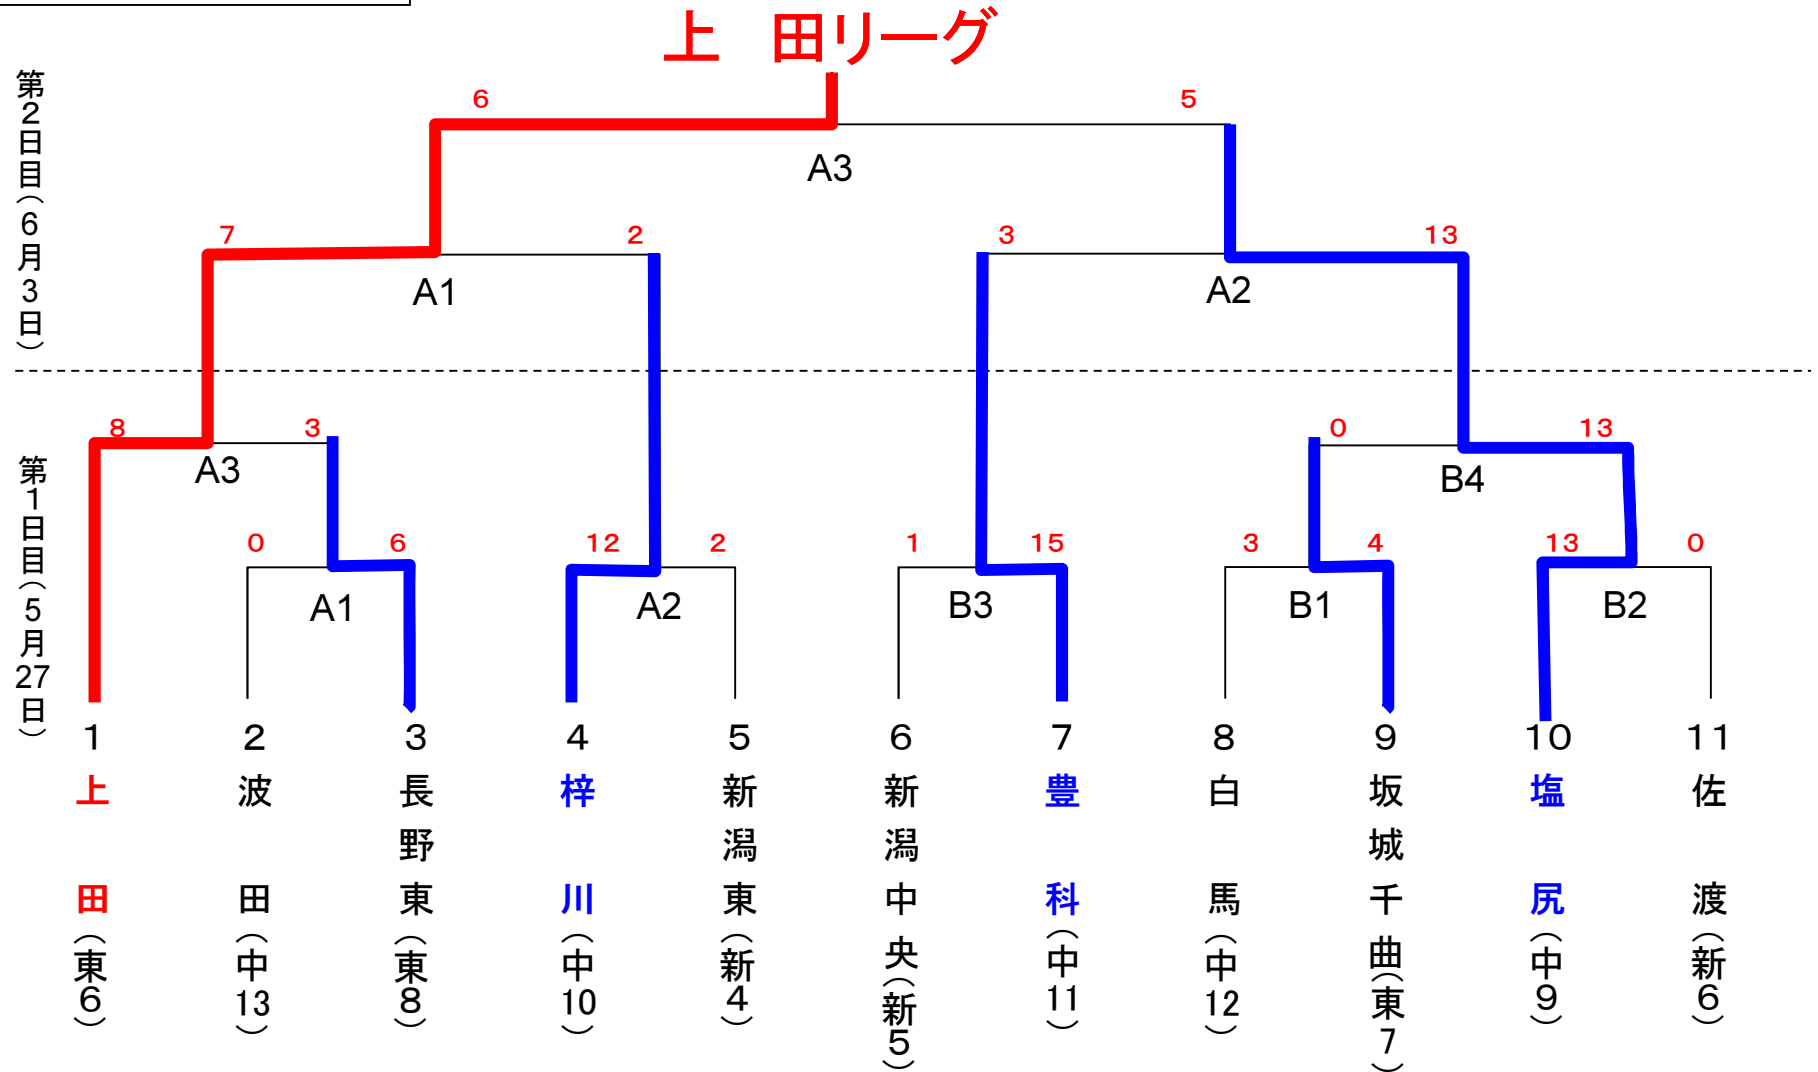 上　田リーグ
第２日目（６月３日）
6
5
A3
7
2
3
13
A1
A2
第１日目（５月27日）
8
3
0
13
A3
B4
0
6
12
2
1
15
3
4
13
0
A1
A2
B3
B1
B2
1
2
3
4
5
6
7
8
9
10
11
上　田（東６）
波　田（中13）
長野東（東８）
梓　川（中10）
新潟東（新４）
新潟中央（新５）
豊　科（中11）
白　馬（中12）
坂城千曲（東７）
塩　尻（中９）
佐　渡（新６）